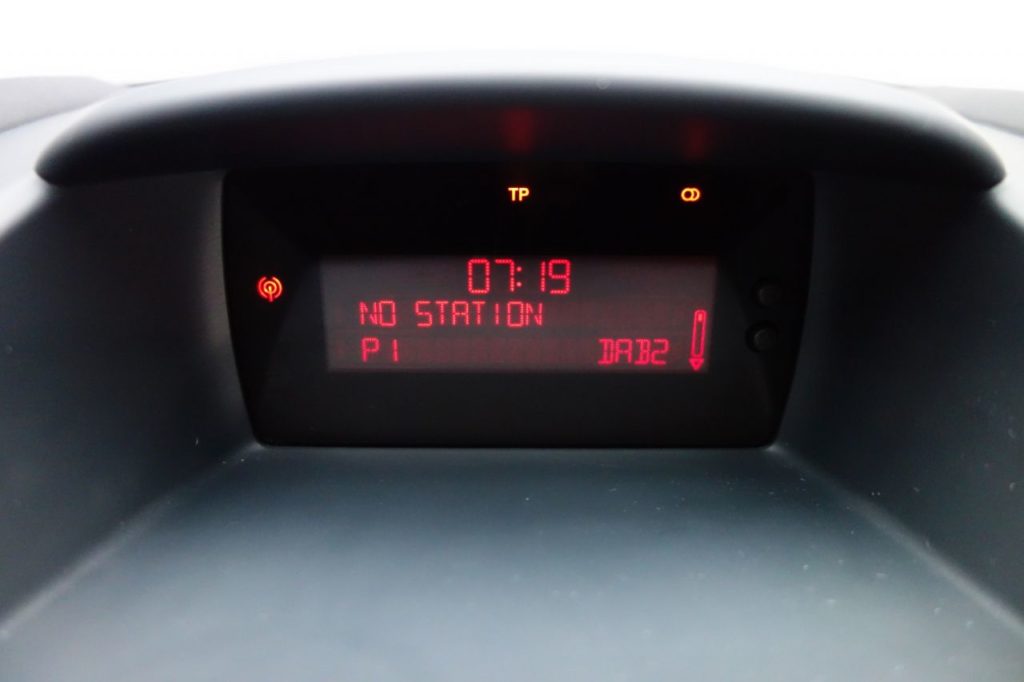 TP
07:19
NO STATION
P1 DAB2